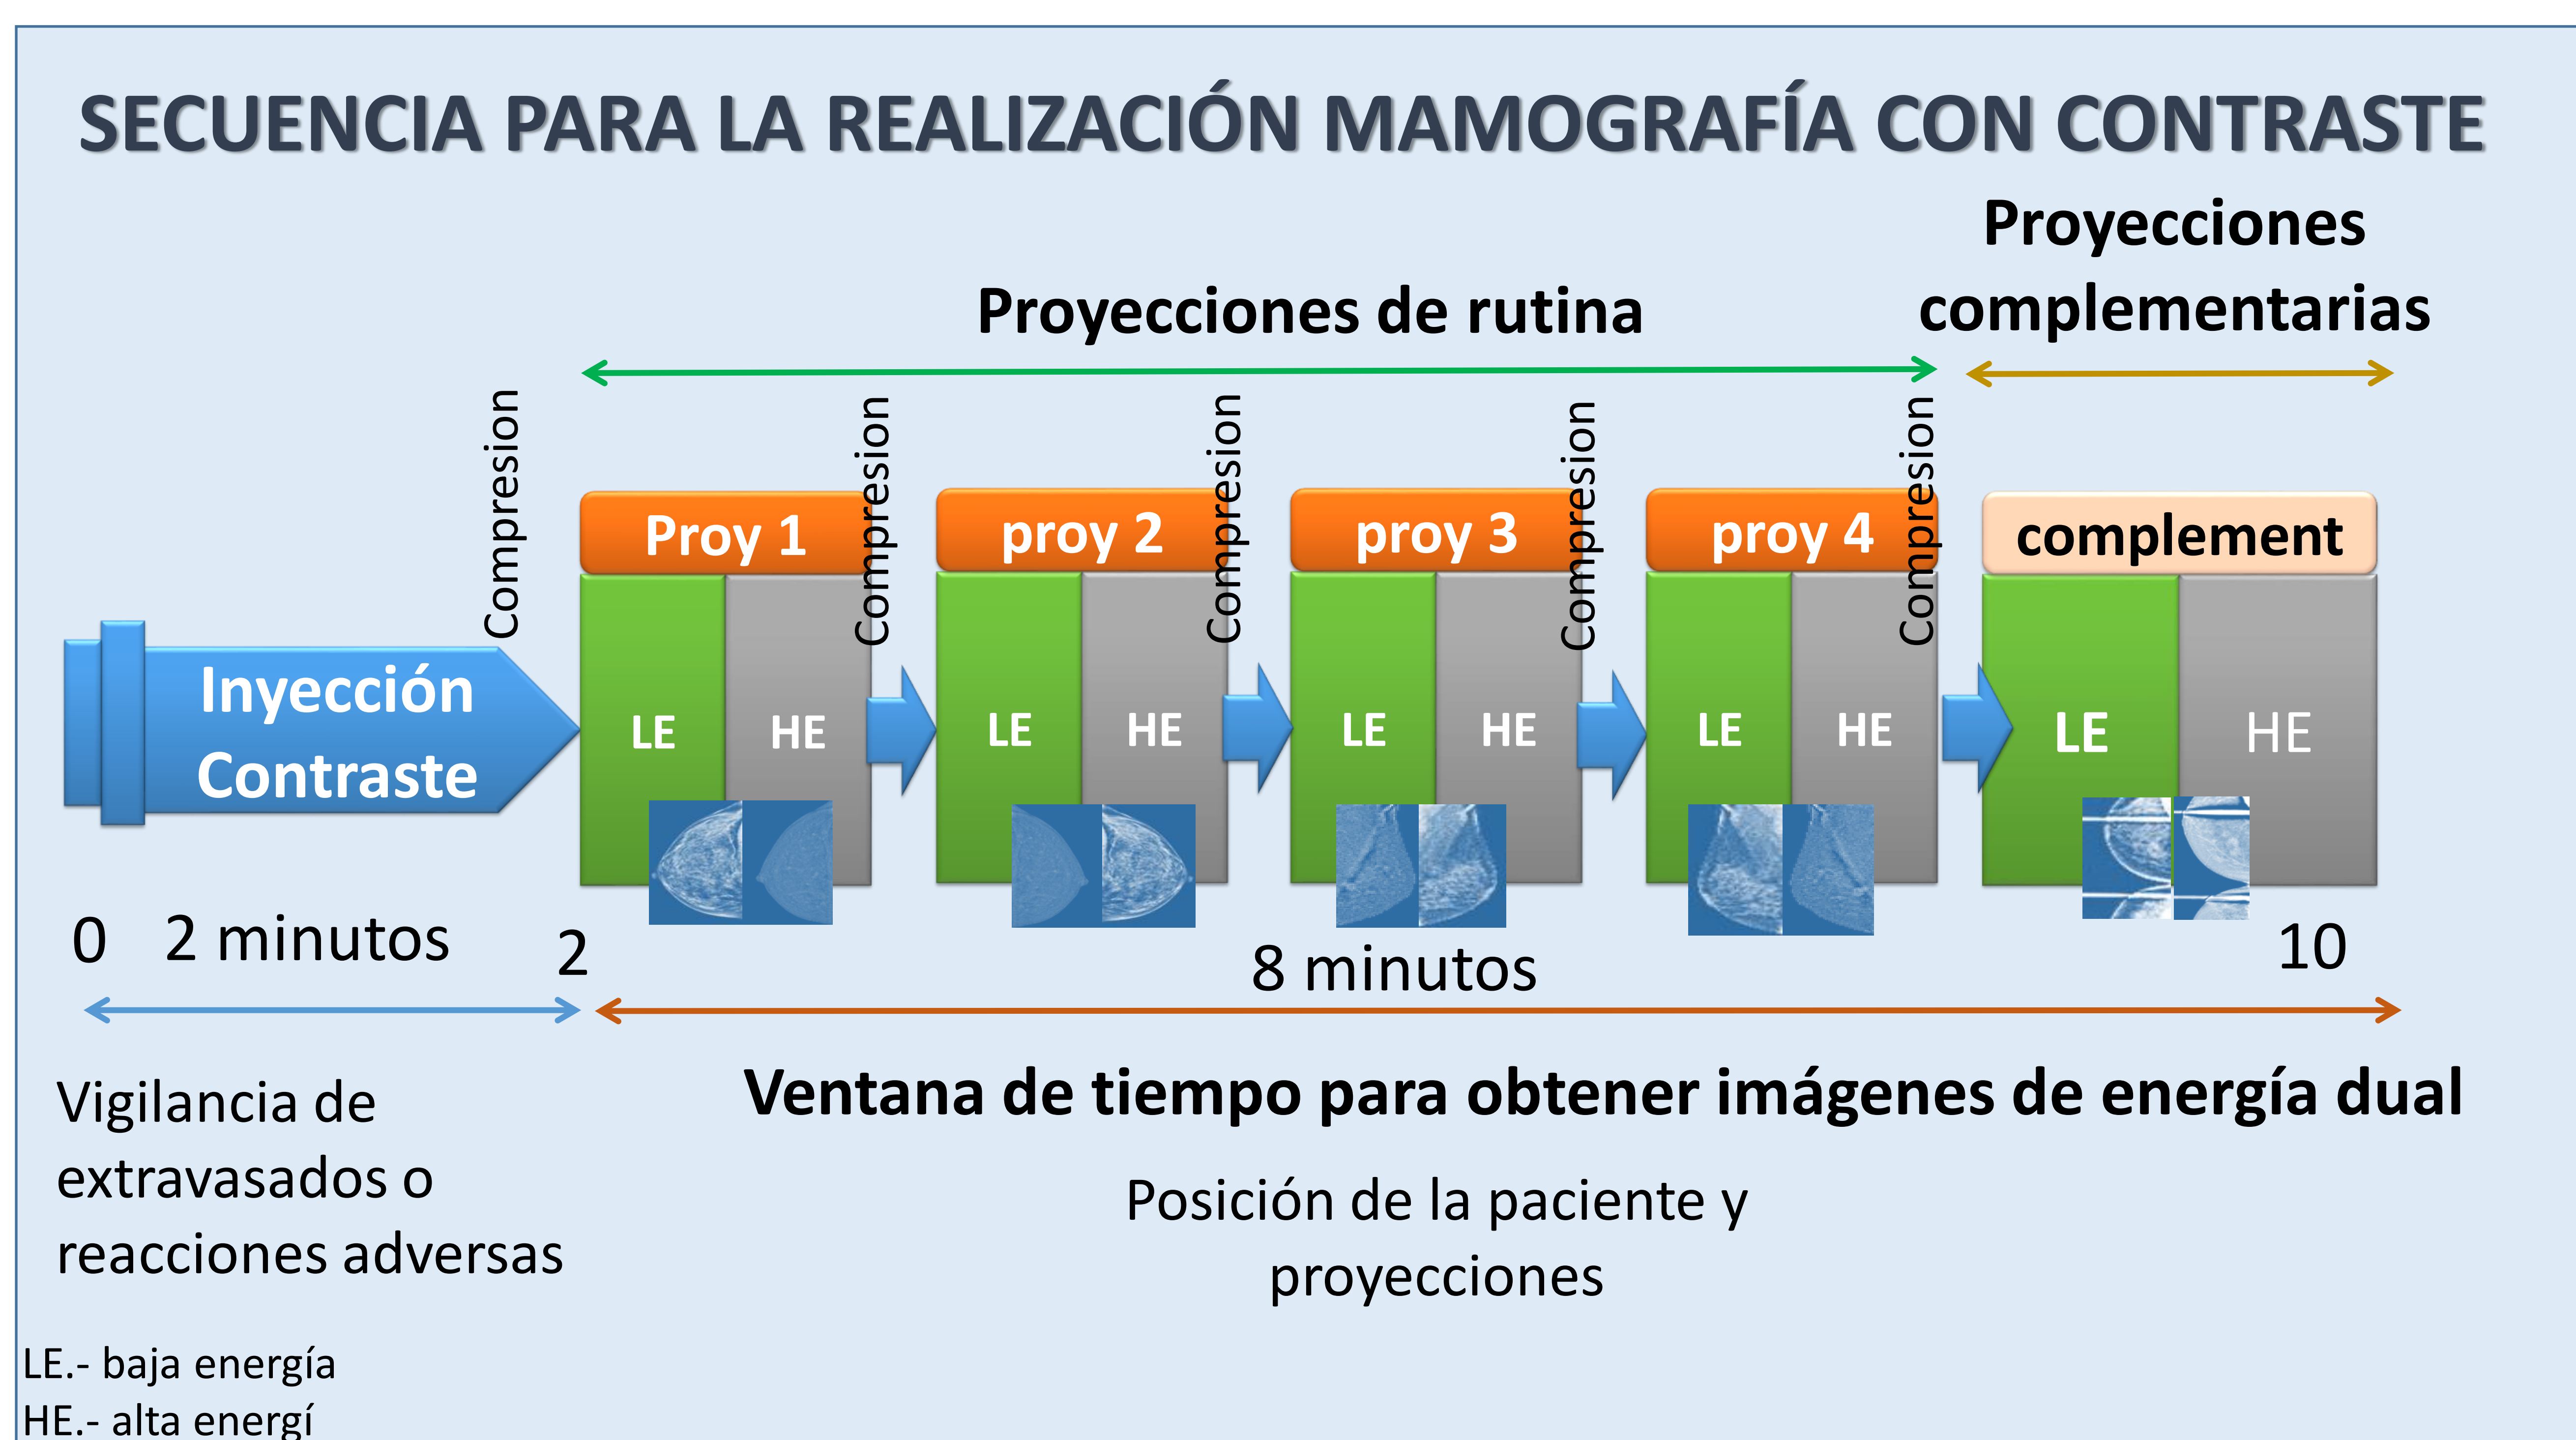 SECUENCIA PARA LA REALIZACIÓN MAMOGRAFÍA CON CONTRASTE
Proyecciones
complementarias
Proyecciones de rutina
Compresion
Compresion
Compresion
Compresion
Compresion
Proy 1
proy 2
proy 3
proy 4
complement
Inyección
Contraste
LE
HE
LE
HE
LE
HE
LE
HE
LE
HE
0
2 minutos
2
8 minutos
10
Vigilancia de
extravasados o
reacciones adversas
Ventana de tiempo para obtener imágenes de energía dual
Posición de la paciente y
proyecciones
LE.- baja energía
HE.- alta energí